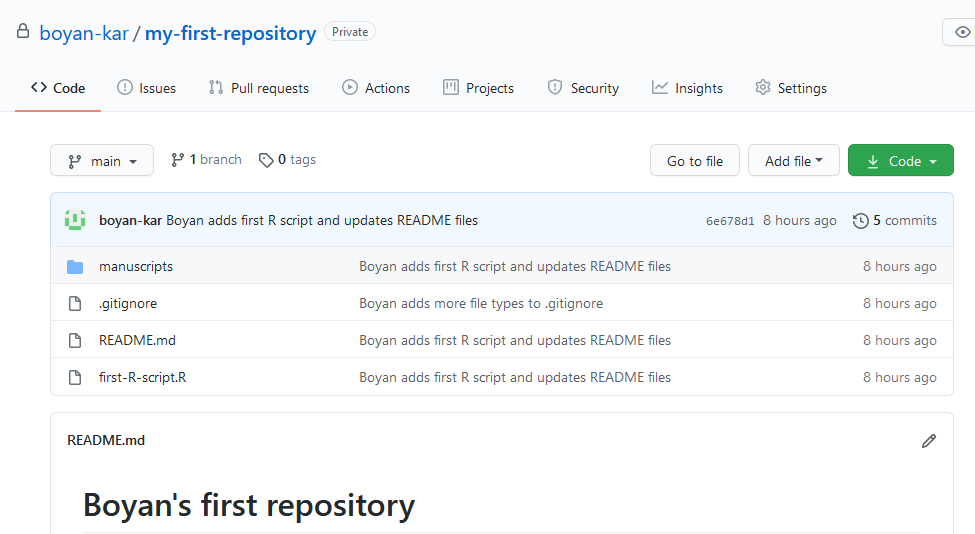 boyan-kar / my-first-repository Private
Code Issues Pull requests Actions Projects Security Insights Settings
main 1 branch 0 tags Go to file Add file Code
boyan-kar Boyan adds first R script and updates README files 6e678d1 8 hours ago 5 commits
manuscripts Boyan adds first R script and updates README files 8 hours ago
.gitignore Boyan adds more file types to .gitignore 8 hours ago
README.md Boyan adds first R script and updates README files 8 hours ago
first-R-script.R Boyan adds first R script and updates README files 8 hours ago
README.md
Boyan's first repository